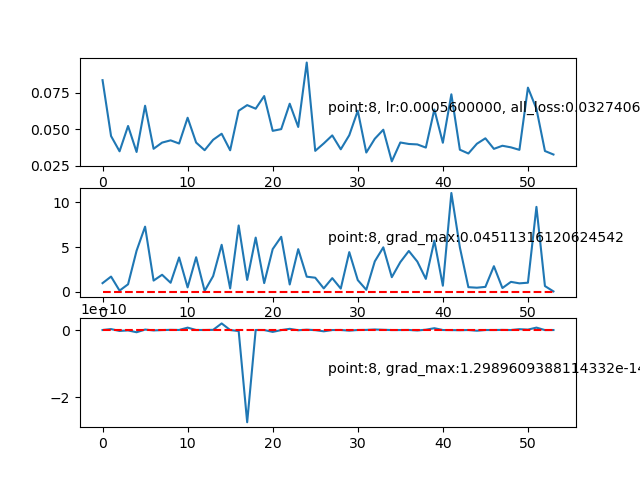 0.075
0.050
0.025
point:8, lr:0.0005600000, all_loss:0.0327406
0 10 20 30 40 50
10
5
0
point:8, grad_max:0.04511316120624542
0 10 20 30 40 50
1e−10
0
−2
point:8, grad_max:1.2989609388114332e-14
0 10 20 30 40 50